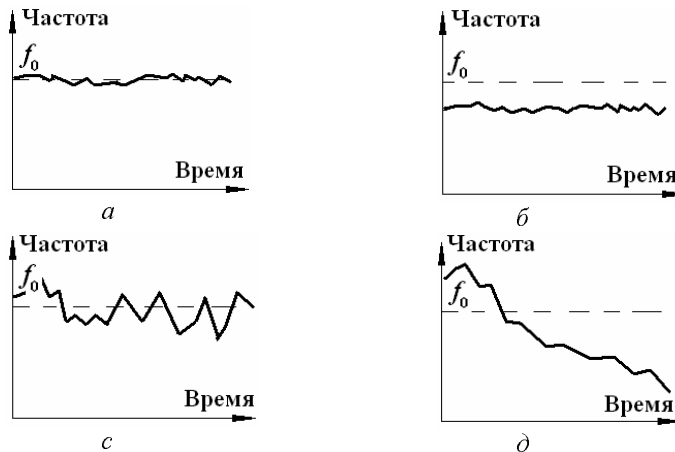 Частота
f₀
Время
а
Частота
f₀
Время
б
Частота
f₀
Время
с
Частота
f₀
Время
д